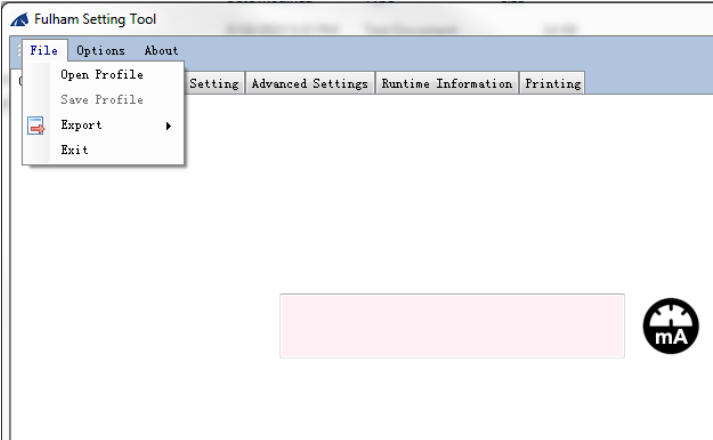 Fulham Setting Tool
File Options About
Open Profile
Setting Advanced Settings Runtime Information Printing
Save Profile
Export
Exit
mA